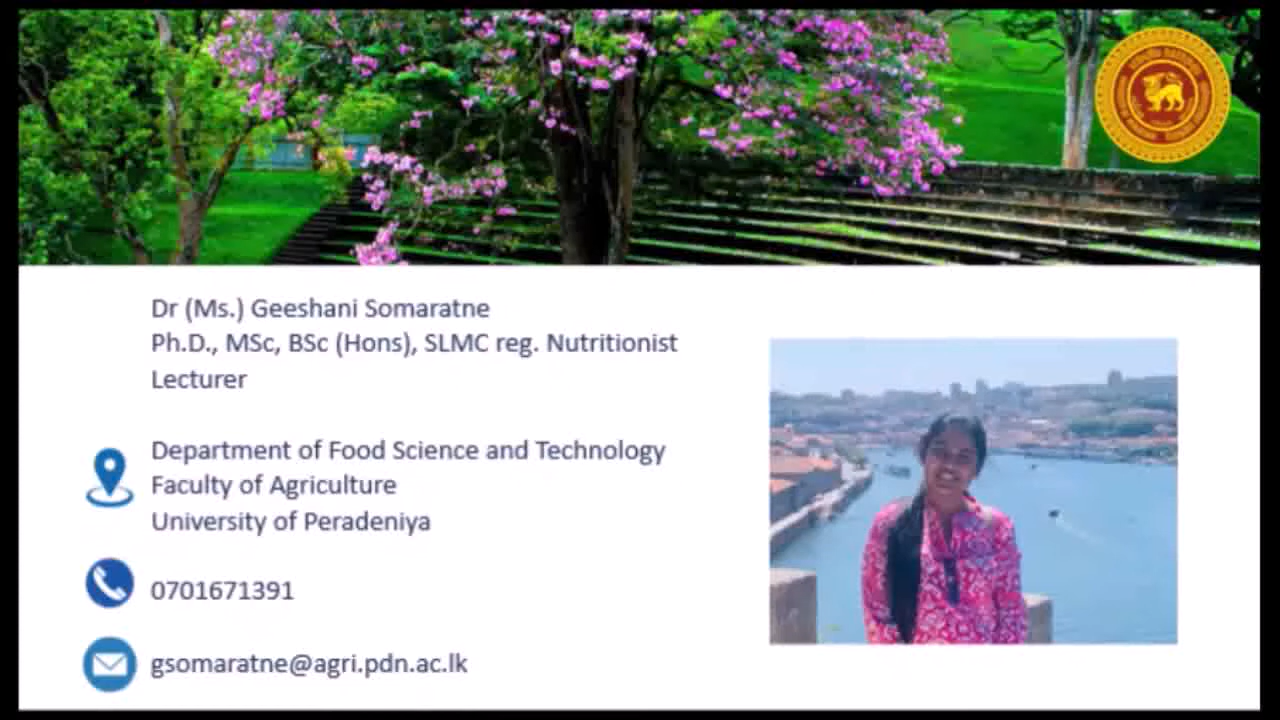 Dr (Ms.) Geeshani Somaratne
Ph.D., MSc, BSc (Hons), SLMC reg. Nutritionist
Lecturer
Department of Food Science and Technology
Faculty of Agriculture
University of Peradeniya
0701671391
gsomaratne@agri.pdn.ac.lk